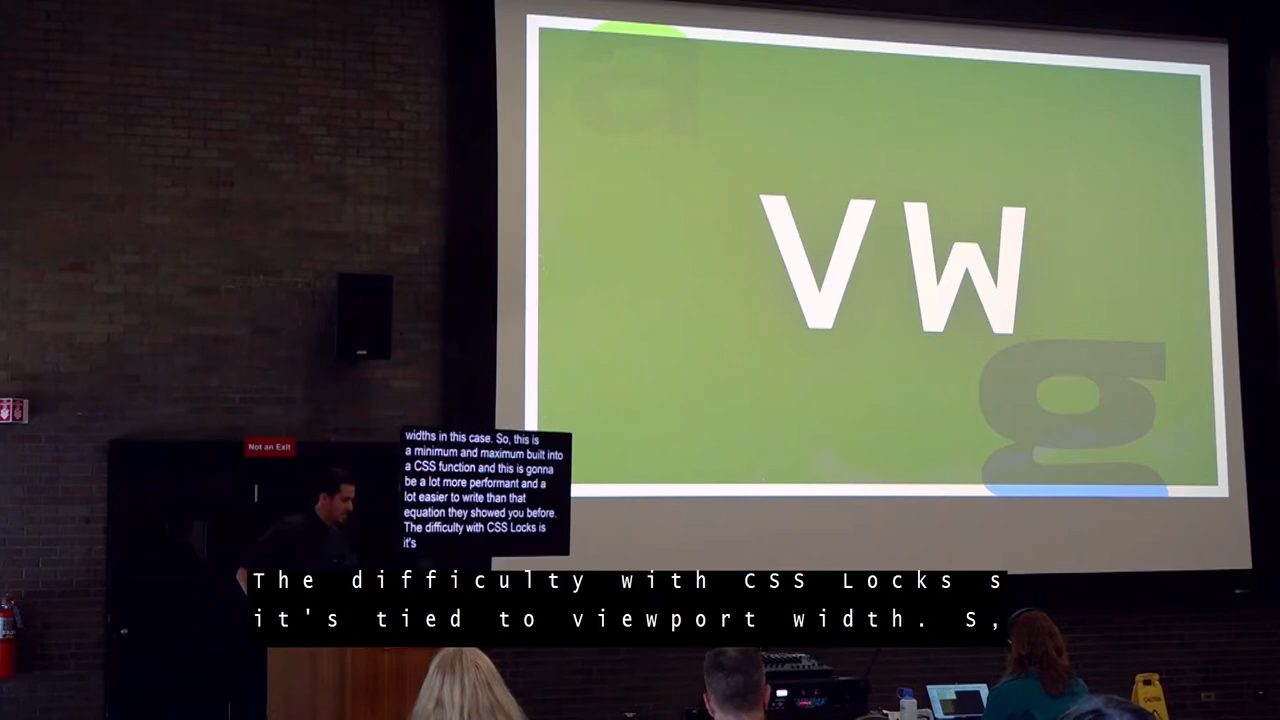 a
VW
g
Not an Exit
widths in this case. So, this is
a minimum and maximum built into
a CSS function and this is gonna
be a lot more performant and a
lot easier to write than that
equation they showed you before.
The difficulty with CSS Locks is
it's
The difficulty with CSS Locks s
it's tied to viewport width. S,
CAUTION